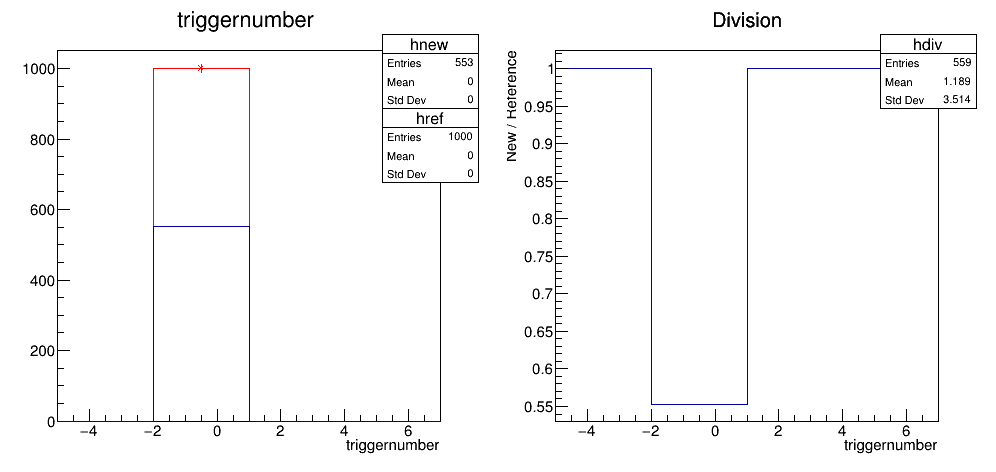 triggernumber
hnew
Entries 553
Mean 0
Std Dev 0
href
Entries 1000
Mean 0
Std Dev 0
1000
800
600
400
200
0
−4 −2 0 2 4 6
triggernumber
Division
hdiv
Entries 559
Mean 1.189
Std Dev 3.514
New / Reference
1
0.95
0.9
0.85
0.8
0.75
0.7
0.65
0.6
0.55
−4 −2 0 2 4 6
triggernumber